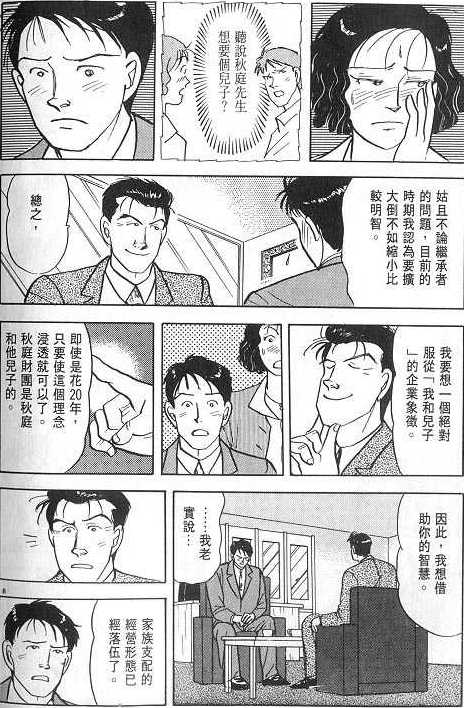 聽說秋庭先生
想要個兒子？
姑且不論繼承者
的問題，目前的
時期我認為要擴
大倒不如縮小比
較明智。
總之，
我要想一個絕對
服從「我和兒子
」的企業象徵。
即使是花20年，
只要使這個理念
浸透就可以了。
秋庭財團是秋庭
和他兒子的。
因此，我想借
助你的智慧。
……我老
實說…
家族支配的
經營形態已
經落伍了。
8